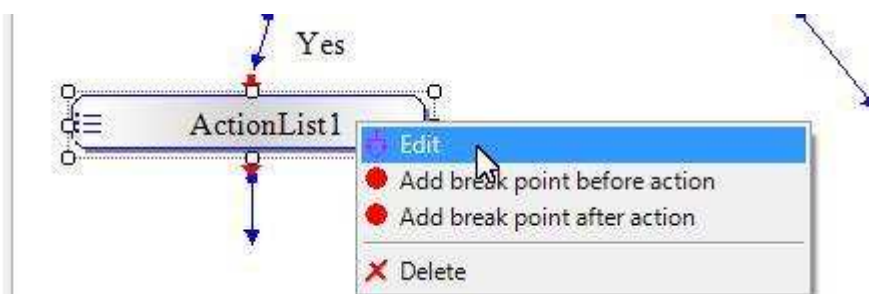 Yes
ActionList1
Edit
Add break point before action
Add break point after action
Delete